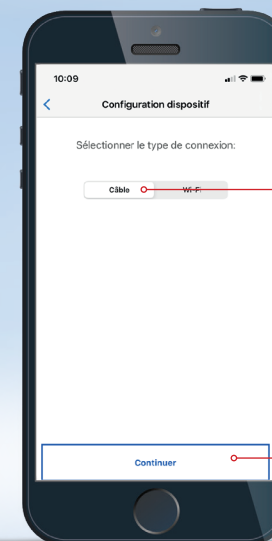 10:09
Configuration dispositif
Sélectionner le type de connexion:
Câble Wi-Fi
Continuer